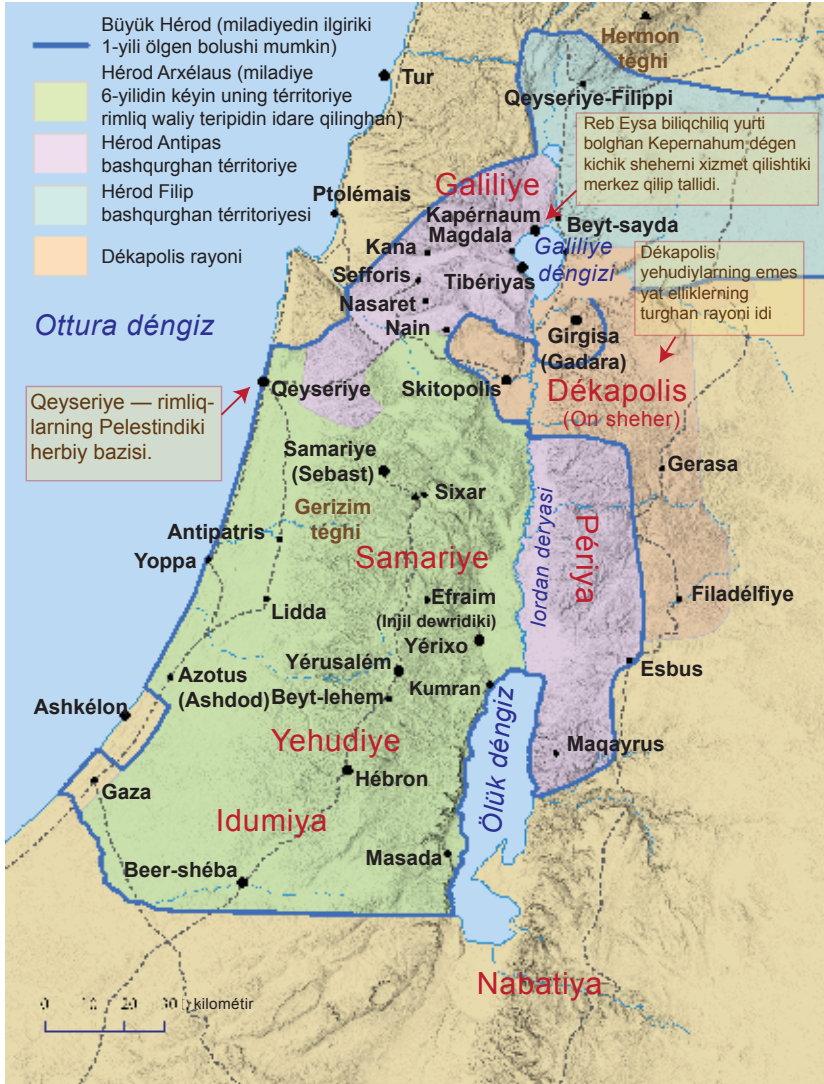 Büyük Hérod (miladiyedin ilgiriki
1-yili ölgen bolushi mumkin)
Hérod Arxélaus (miladiye
6-yilidin kéyin uning térritoriye
rimliq waliy teripidin idare qilinghan)
Hérod Antipas
bashqurghan térritoriye
Hérod Filip
bashqurghan térritoriyesi
Dékapolis rayoni
Hermon
téghi
Tur
Qeyseriye-Filippi
Reb Eysa biliqchiliq yurti
bolghan Kepernahum dégen
kichik sheherni xizmet qilishtiki
merkez qilip tallidi.
Galiliye
Ptolémais
Kapérnaum
Beyt-sayda
Magdala
Kana
Galiliye
déngizi
Sefforis
Tibériyas
Dékapolis
yehudiylarning emes
yat elliklerning
turghan rayoni idi
Nasaret
Nain
Girgisa
(Gadara)
Ottura déngiz
Qeyseriye
Skitopolis
Dékapolis
(On sheher)
Qeyseriye — rimliq-
larning Pelestindiki
herbiy bazisi.
Samariye
(Sebast)
Sixar
Gerasa
Gerizim
téghi
Antipatris
Iordan deryasi
Périya
Yoppa
Samariye
Lidda
Efraim
(Injil dewridiki)
Filadélfiye
Yérixo
Yérusalém
Esbus
Azotus
(Ashdod)
Beyt-lehem
Kumran
Ashkélon
Yehudiye
Ölük déngiz
Maqayrus
Hébron
Gaza
Idumiya
Masada
Beer-shéba
Nabatiya
0 10 20 30 kilométir